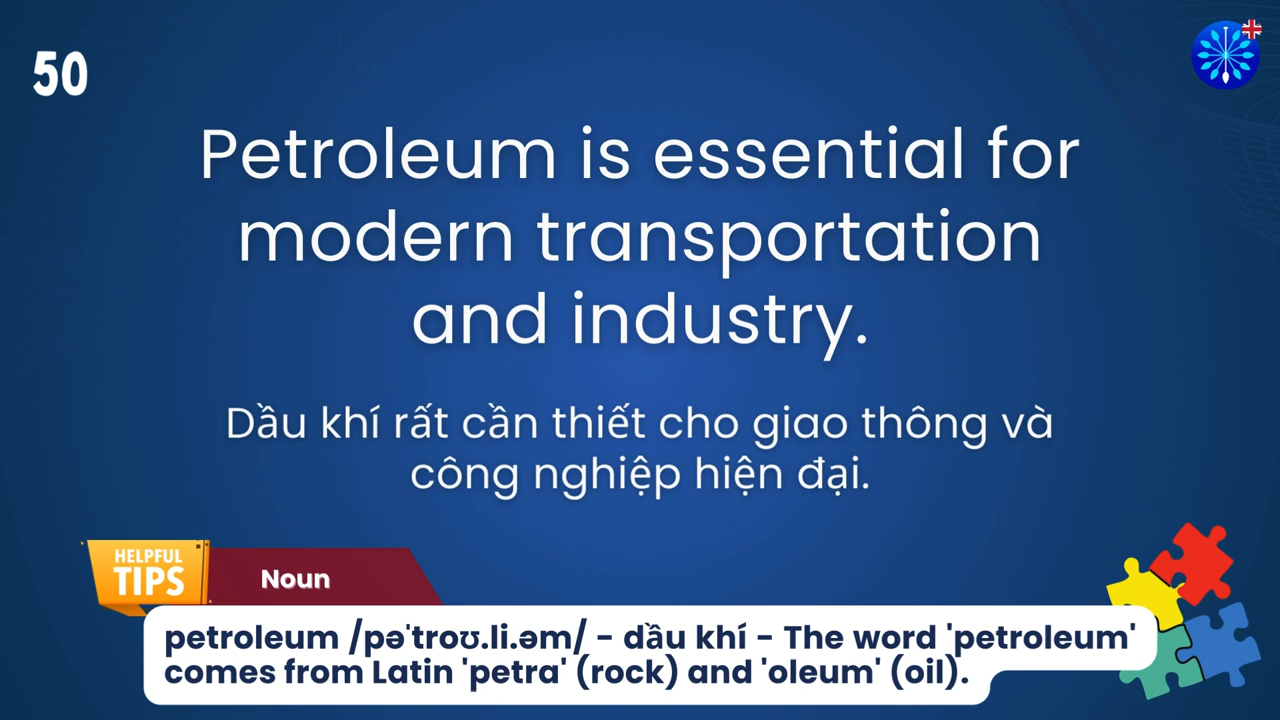 50
Petroleum is essential for
modern transportation
and industry.
Dầu khí rất cần thiết cho giao thông và
công nghiệp hiện đại.
HELPFUL
TIPS
Noun
petroleum /pəˈtroʊ.li.əm/ - dầu khí - The word 'petroleum'
comes from Latin 'petra' (rock) and 'oleum' (oil).